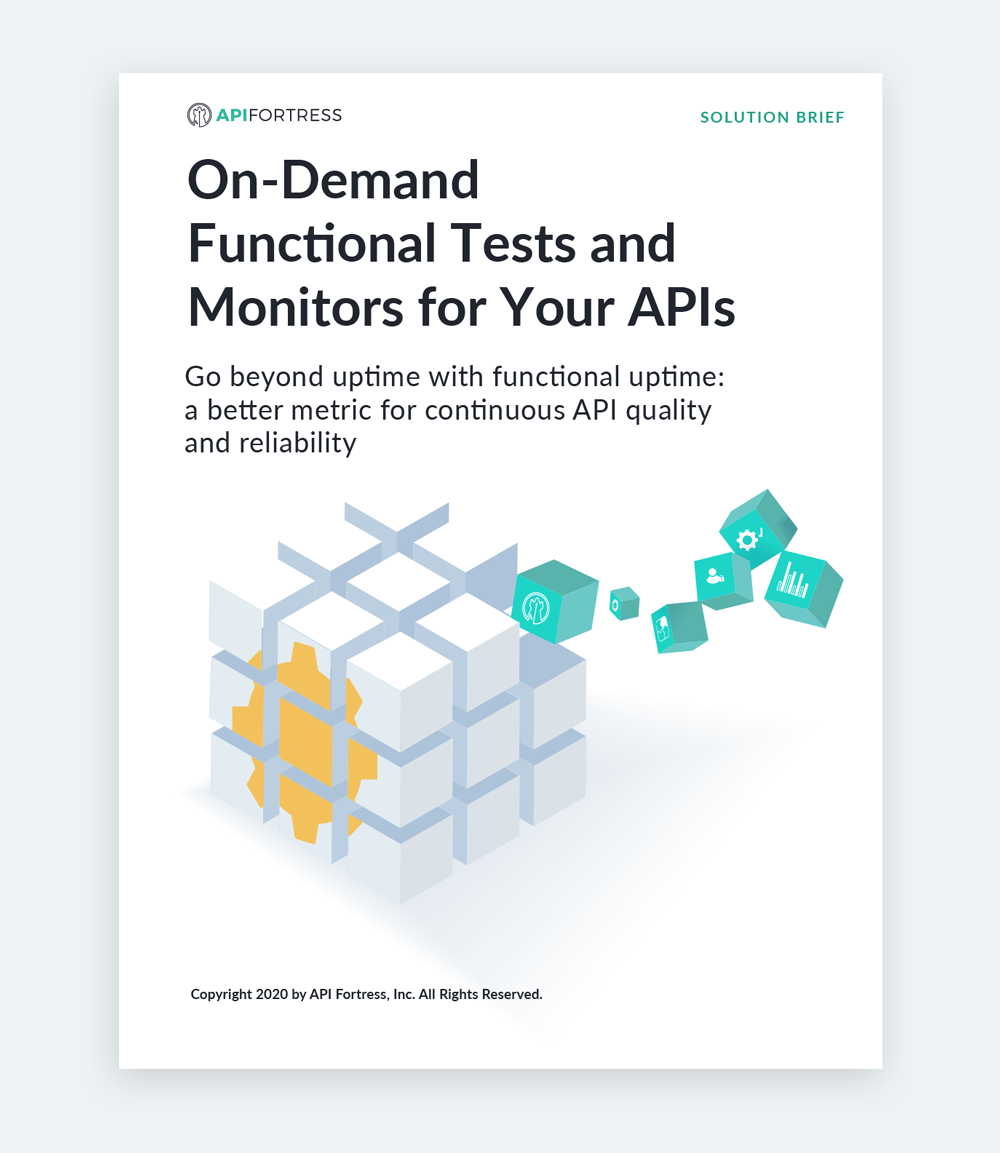 APIFORTRESS
SOLUTION BRIEF
On-Demand
Functional Tests and
Monitors for Your APIs
Go beyond uptime with functional uptime:
a better metric for continuous API quality
and reliability
Copyright 2020 by API Fortress, Inc. All Rights Reserved.